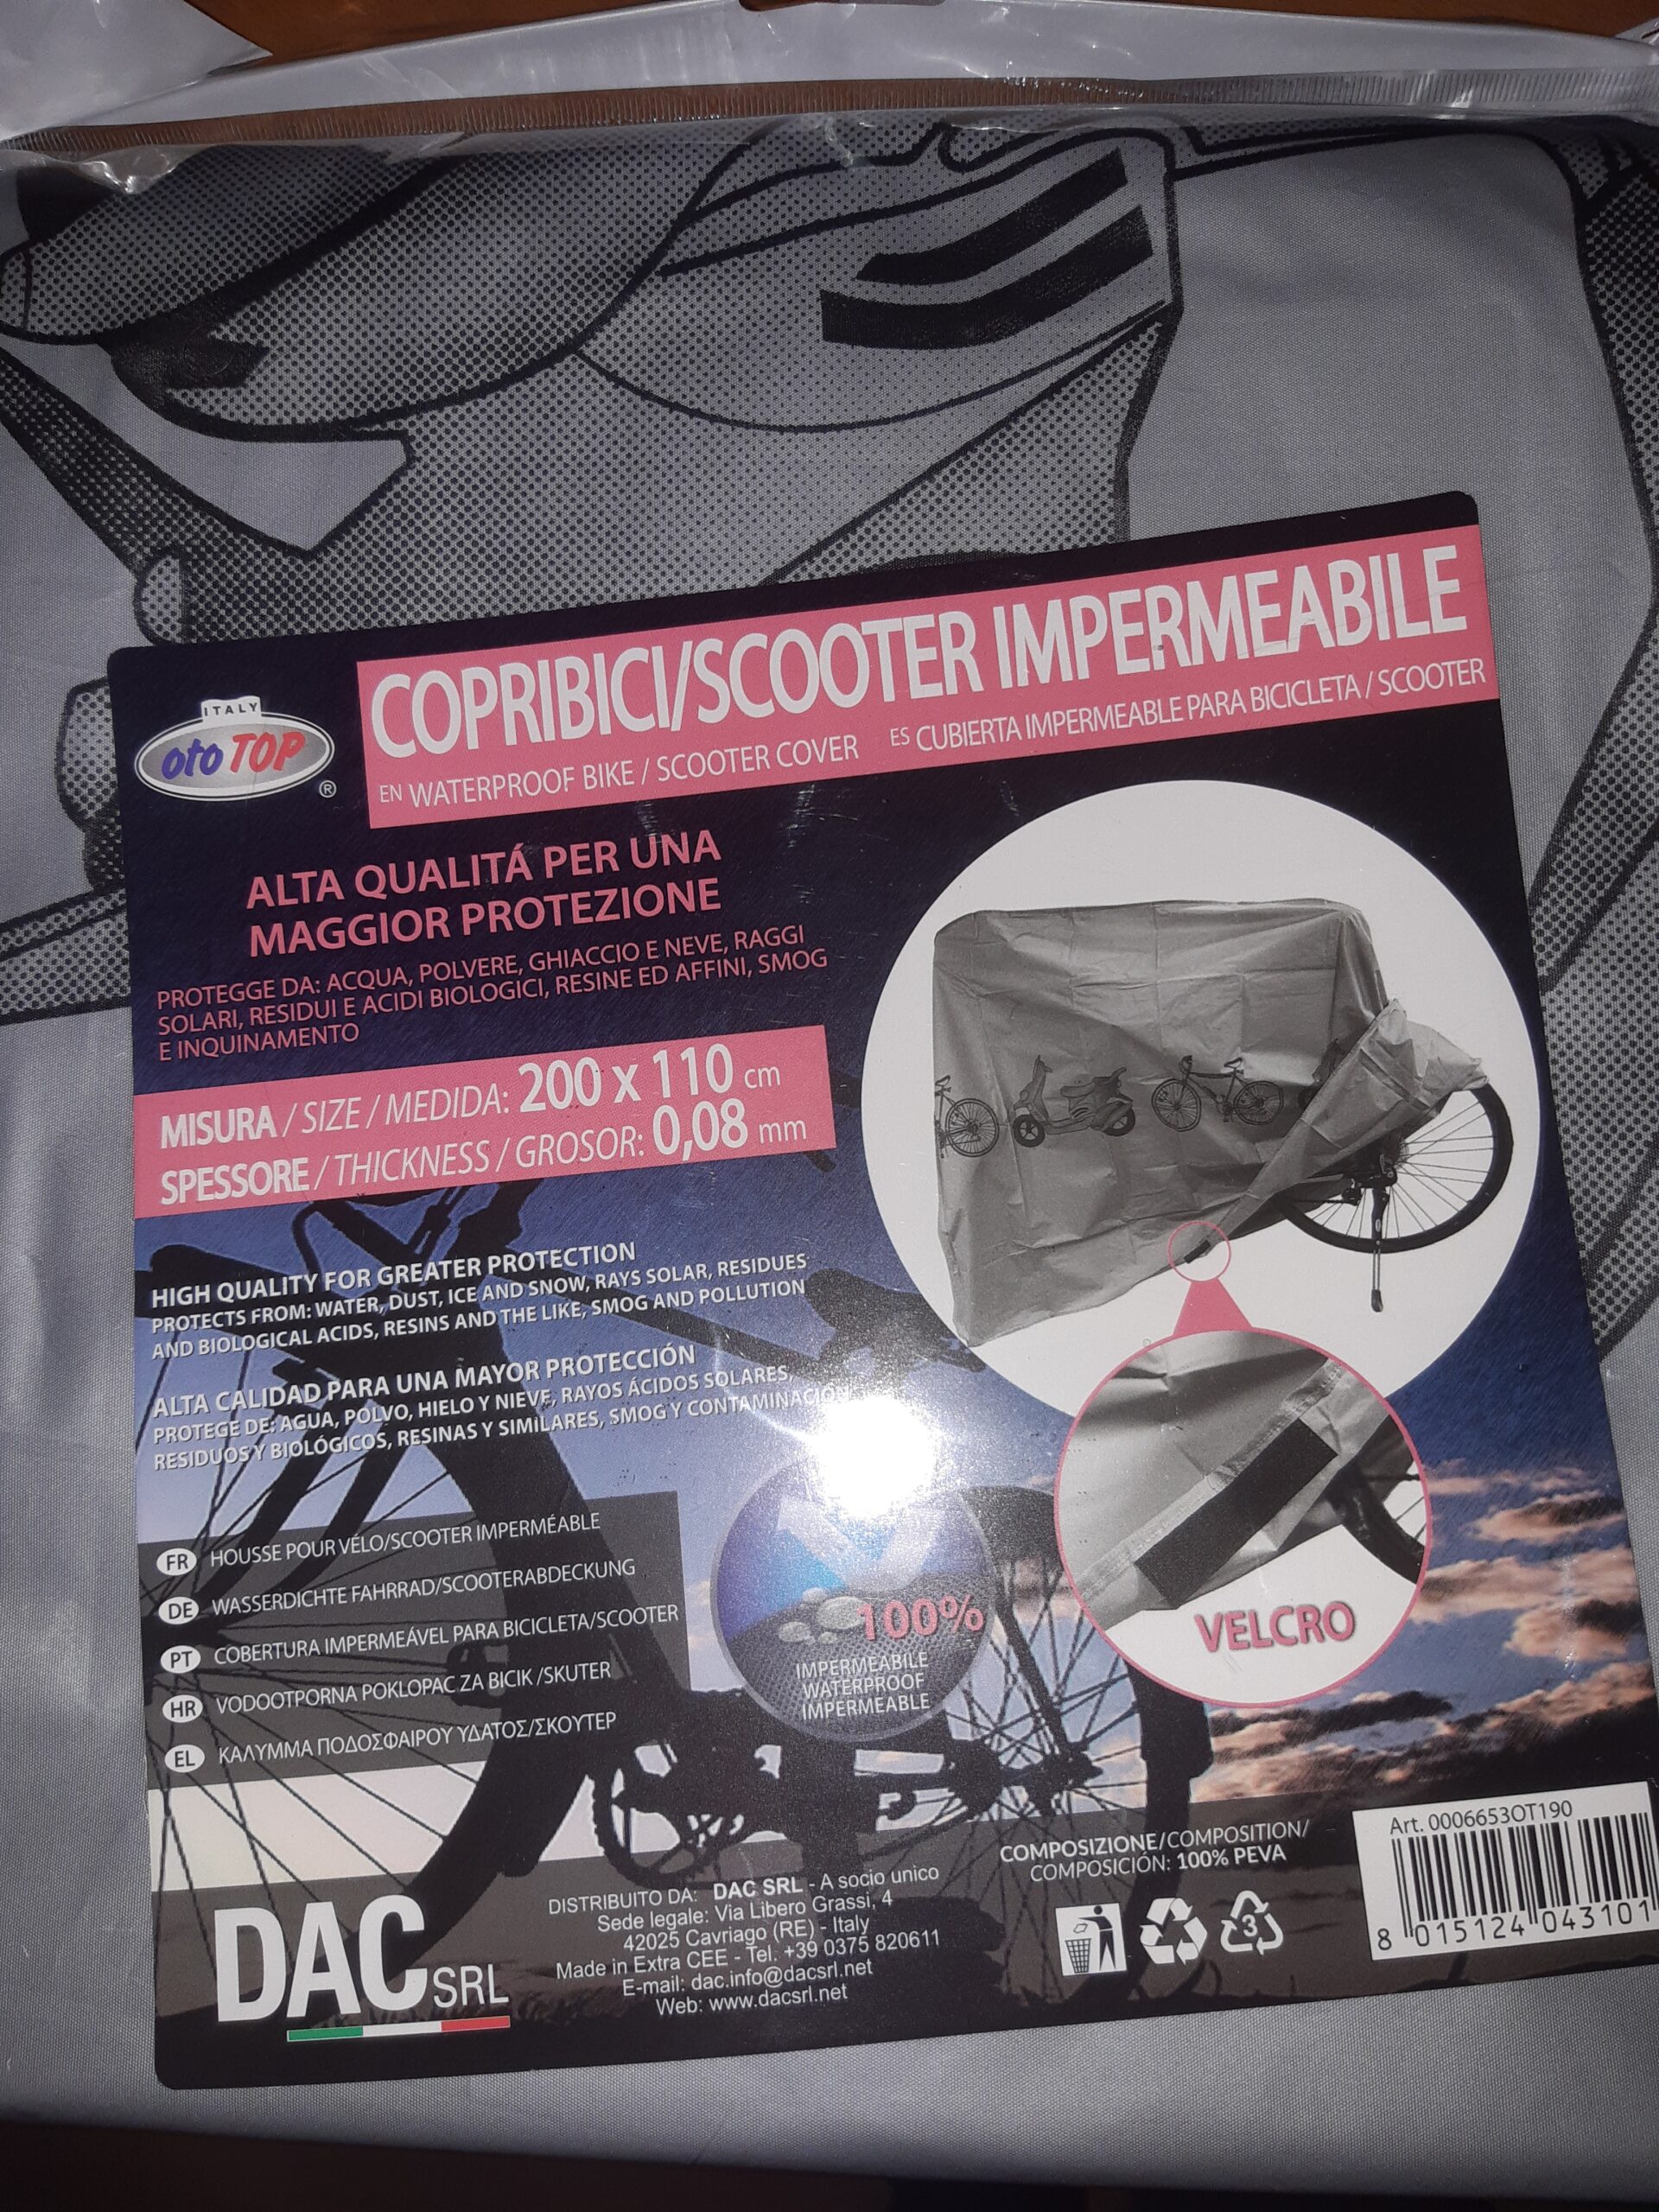 ITALY
oto TOP
®
COPRIBICI/SCOOTER IMPERMEABILE
EN WATERPROOF BIKE / SCOOTER COVER ES CUBIERTA IMPERMEABLE PARA BICICLETA / SCOOTER
ALTA QUALITÁ PER UNA
MAGGIOR PROTEZIONE
PROTEGGE DA: ACQUA, POLVERE, GHIACCIO E NEVE, RAGGI
SOLARI, RESIDUI E ACIDI BIOLOGICI, RESINE ED AFFINI, SMOG
E INQUINAMENTO
MISURA / SIZE / MEDIDA: 200 x 110 cm
SPESSORE / THICKNESS / GROSOR: 0,08 mm
HIGH QUALITY FOR GREATER PROTECTION
PROTECTS FROM: WATER, DUST, ICE AND SNOW, RAYS SOLAR, RESIDUES
AND BIOLOGICAL ACIDS, RESINS AND THE LIKE, SMOG AND POLLUTION
ALTA CALIDAD PARA UNA MAYOR PROTECCIÓN
PROTEGE DE: AGUA, POLVO, HIELO Y NIEVE, RAYOS ÁCIDOS SOLARES,
RESIDUOS Y BIOLÓGICOS, RESINAS Y SIMILARES, SMOG Y CONTAMINACIÓN
FR HOUSSE POUR VÉLO/SCOOTER IMPERMÉABLE
DE WASSERDICHTE FAHRRAD/SCOOTERABDECKUNG
PT COBERTURA IMPERMEÁVEL PARA BICICLETA/SCOOTER
HR VODOOTPORNA POKLOPAC ZA BICIK /SKUTER
EL ΚΑΛΥΜΜΑ ΠΟΔΟΣΦΑΙΡΟΥ ΥΔΑΤΟΣ/ΣΚΟΥΤΕΡ
100%
IMPERMEABILE
WATERPROOF
IMPERMEABLE
VELCRO
DAC SRL
DISTRIBUITO DA: DAC SRL - A socio unico
Sede legale: Via Libero Grassi, 4
42025 Cavriago (RE) - Italy
Made in Extra CEE - Tel. +39 0375 820611
E-mail: dac.info@dacsrl.net
Web: www.dacsrl.net
COMPOSIZIONE/COMPOSITION/
COMPOSICIÓN: 100% PEVA
3
Art. 0006653OT190
8 015124 043101